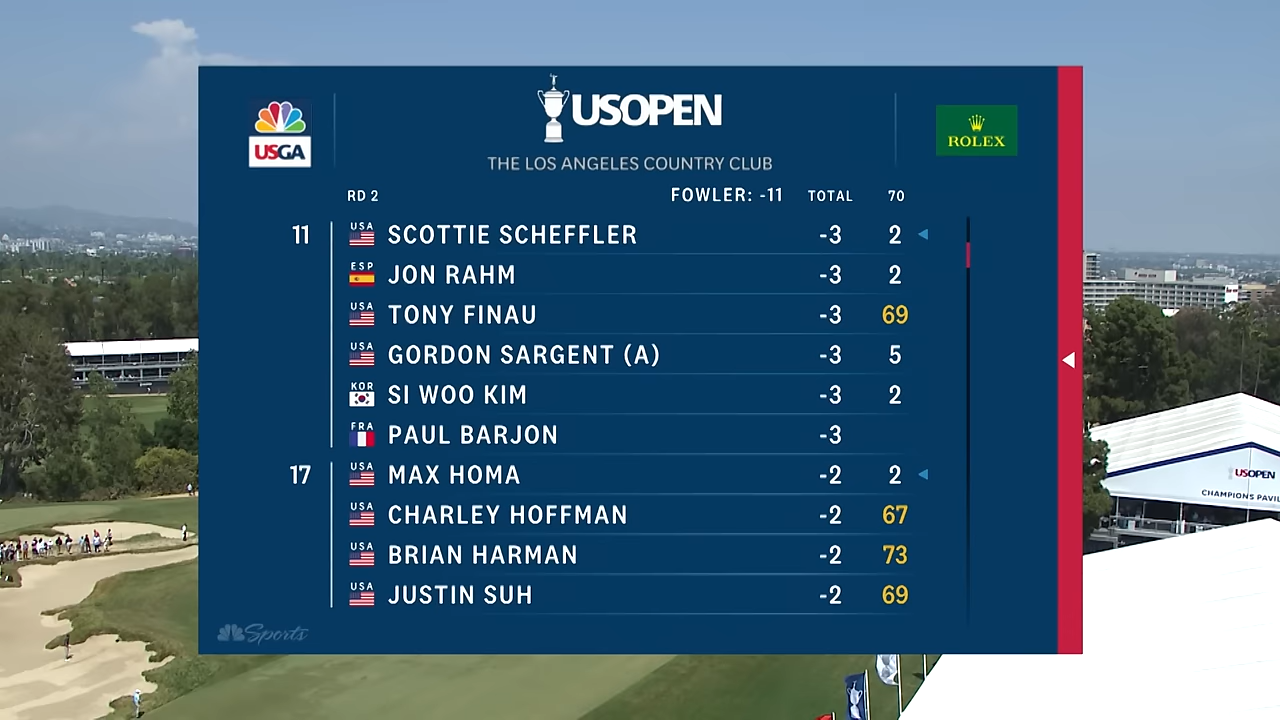 USOPEN
USGA
ROLEX
THE LOS ANGELES COUNTRY CLUB
RD 2 FOWLER: -11 TOTAL 70
11 USA SCOTTIE SCHEFFLER -3 2
ESP JON RAHM -3 2
USA TONY FINAU -3 69
USA GORDON SARGENT (A) -3 5
KOR SI WOO KIM -3 2
FRA PAUL BARJON -3
17 USA MAX HOMA -2 2
USA CHARLEY HOFFMAN -2 67
USA BRIAN HARMAN -2 73
USA JUSTIN SUH -2 69
Sports
USOPEN
CHAMPIONS PAVIL